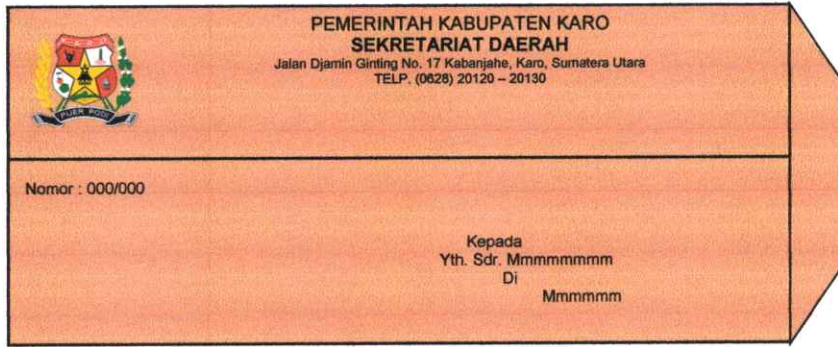 PEMERINTAH KABUPATEN KARO
SEKRETARIAT DAERAH
Jalan Djamin Ginting No. 17 Kabanjahe, Karo, Sumatera Utara
TELP. (0628) 20120 – 20130
KARO
PIJER PODI
Nomor : 000/000
Kepada
Yth. Sdr. Mmmmmmmm
Di
Mmmmmm